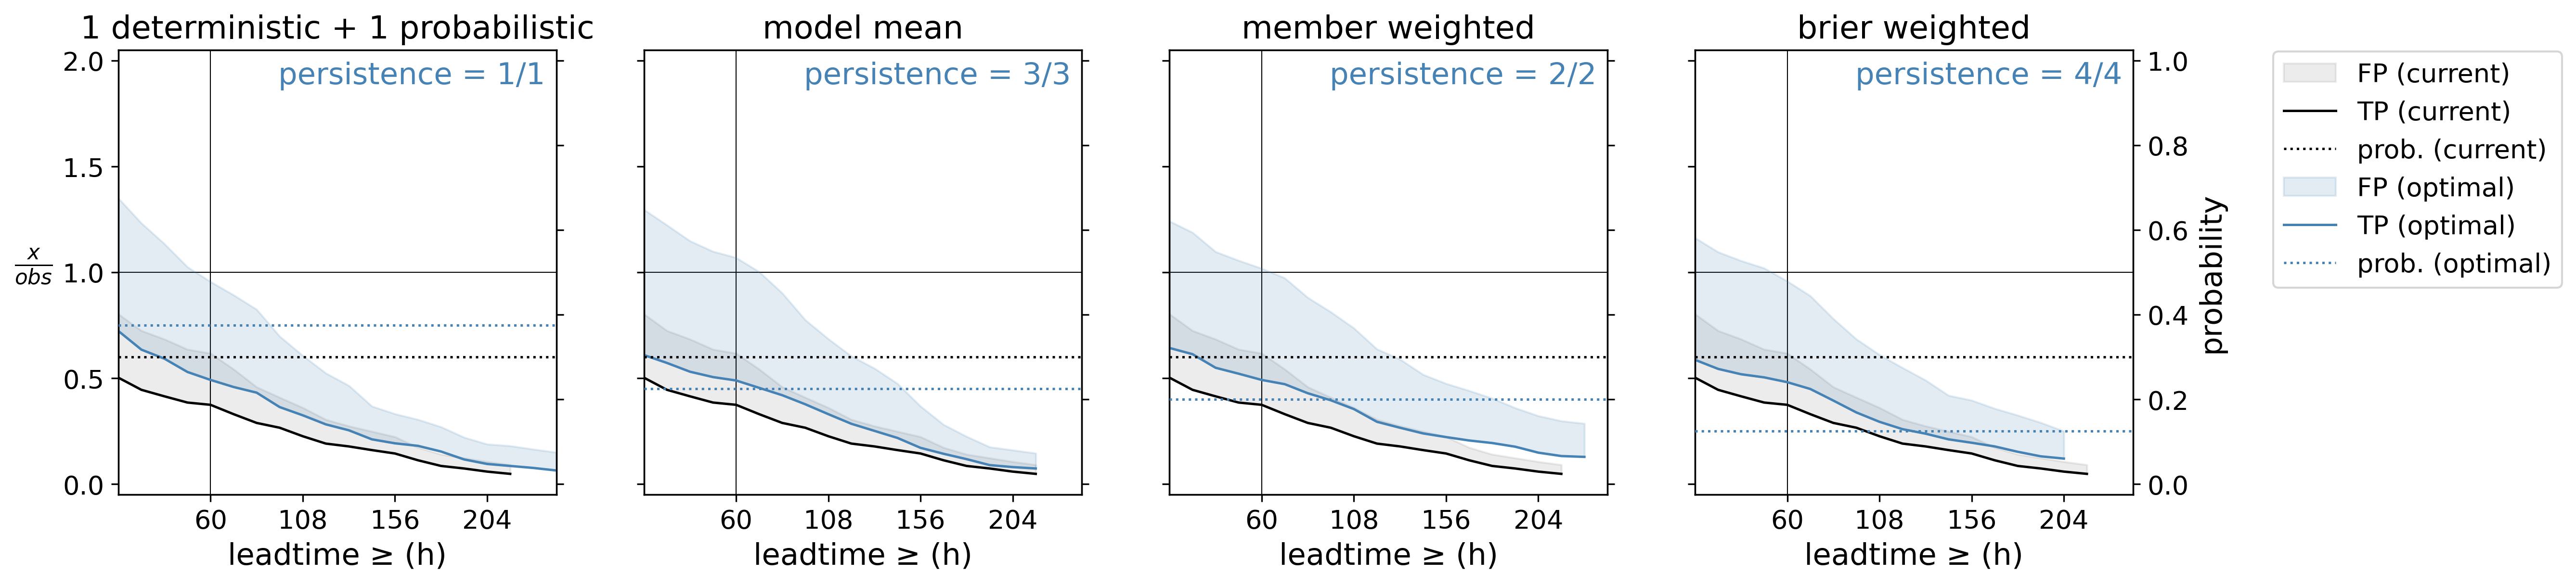 1 deterministic + 1 probabilistic
persistence = 1/1
2.0
1.5
1.0
0.5
0.0
x
obs
60 108 156 204
leadtime ≥ (h)
model mean
persistence = 3/3
60 108 156 204
leadtime ≥ (h)
member weighted
persistence = 2/2
60 108 156 204
leadtime ≥ (h)
brier weighted
persistence = 4/4
1.0
0.8
0.6
0.4
0.2
0.0
probability
60 108 156 204
leadtime ≥ (h)
FP (current)
TP (current)
prob. (current)
FP (optimal)
TP (optimal)
prob. (optimal)